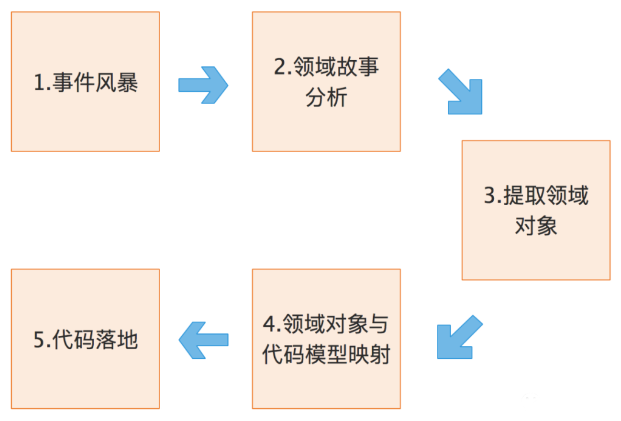 1.事件风暴
2.领域故事
分析
3.提取领域
对象
4.领域对象与
代码模型映射
5.代码落地